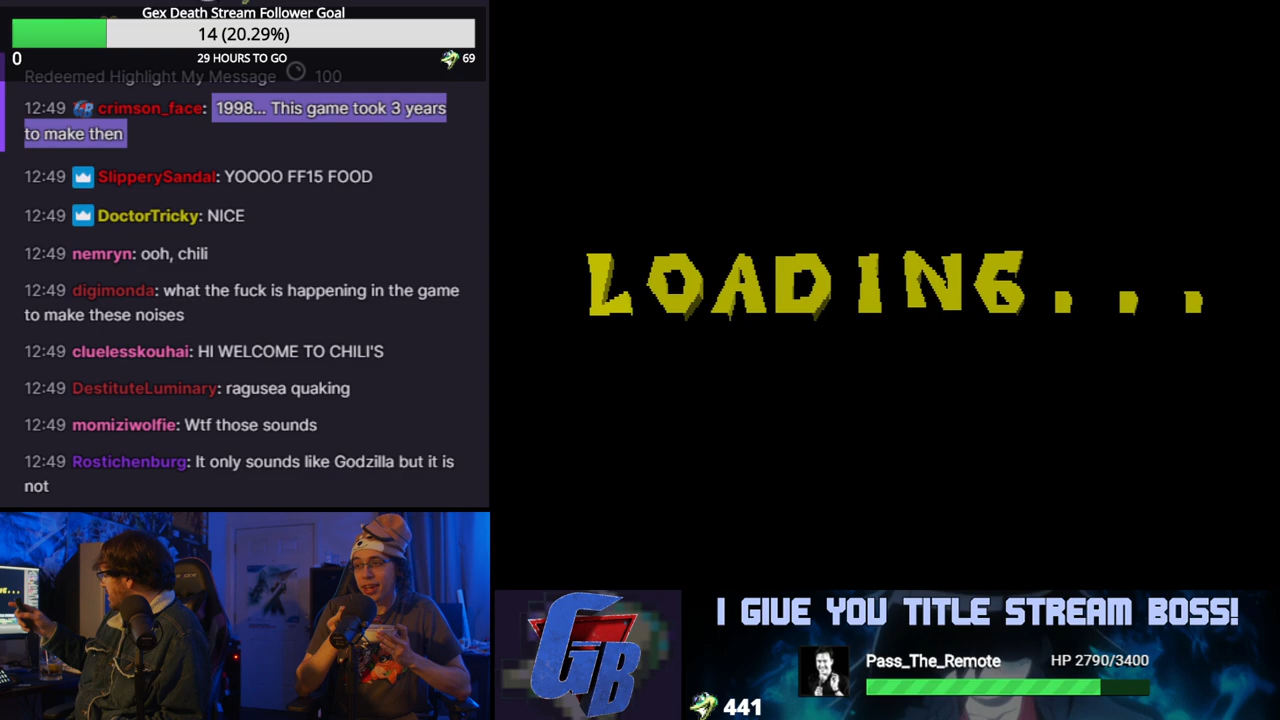 Gex Death Stream Follower Goal
14 (20.29%)
0 29 HOURS TO GO 69
Redeemed Highlight My Message 100
12:49 crimson_face: 1998... This game took 3 years
to make then
12:49 SlipperySandal: YOOOO FF15 FOOD
12:49 DoctorTricky: NICE
12:49 nemryn: ooh, chili
12:49 digimonda: what the fuck is happening in the game
to make these noises
12:49 cluelesskouhai: HI WELCOME TO CHILI'S
12:49 DestituteLuminary: ragusea quaking
12:49 momiziwolfie: Wtf those sounds
12:49 Rostichenburg: It only sounds like Godzilla but it is
not
LOADING...
GB
I GIVE YOU TITLE STREAM BOSS!
Pass_The_Remote HP 2790/3400
441